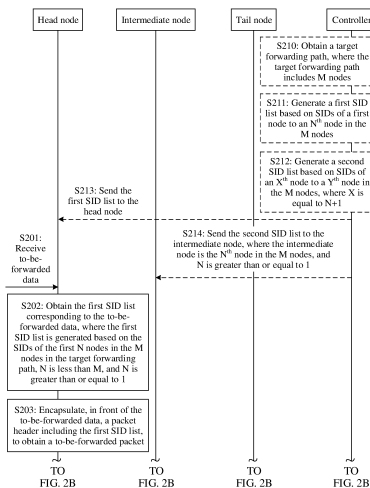 Head node
Intermediate node
Tail node
Controller
S210: Obtain a target
forwarding path, where the
target forwarding path
includes M nodes
S211: Generate a first SID
list based on SIDs of a first
node to an Nth node in the
M nodes
S212: Generate a second
SID list based on SIDs of
an Xth node to a Yth node in
the M nodes, where X is
equal to N+1
S213: Send the
first SID list to the
head node
S214: Send the second SID list to the
intermediate node, where the intermediate
node is the Nth node in the M nodes, and
N is greater than or equal to 1
S201:
Receive
to-be-
forwarded
data
S202: Obtain the first SID list
corresponding to the to-be-
forwarded data, where the first
SID list is generated based on the
SIDs of the first N nodes in the M
nodes in the target forwarding
path, N is less than M, and N is
greater than or equal to 1
S203: Encapsulate, in front of the
to-be-forwarded data, a packet
header including the first SID list,
to obtain a to-be-forwarded packet
TO
FIG. 2B
TO
FIG. 2B
TO
FIG. 2B
TO
FIG. 2B